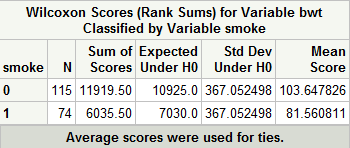 Wilcoxon Scores (Rank Sums) for Variable bwt
Classified by Variable smoke
smoke N Sum of Scores Expected Under H0 Std Dev Under H0 Mean Score
0 115 11919.50 10925.0 367.052498 103.647826
1 74 6035.50 7030.0 367.052498 81.560811
Average scores were used for ties.